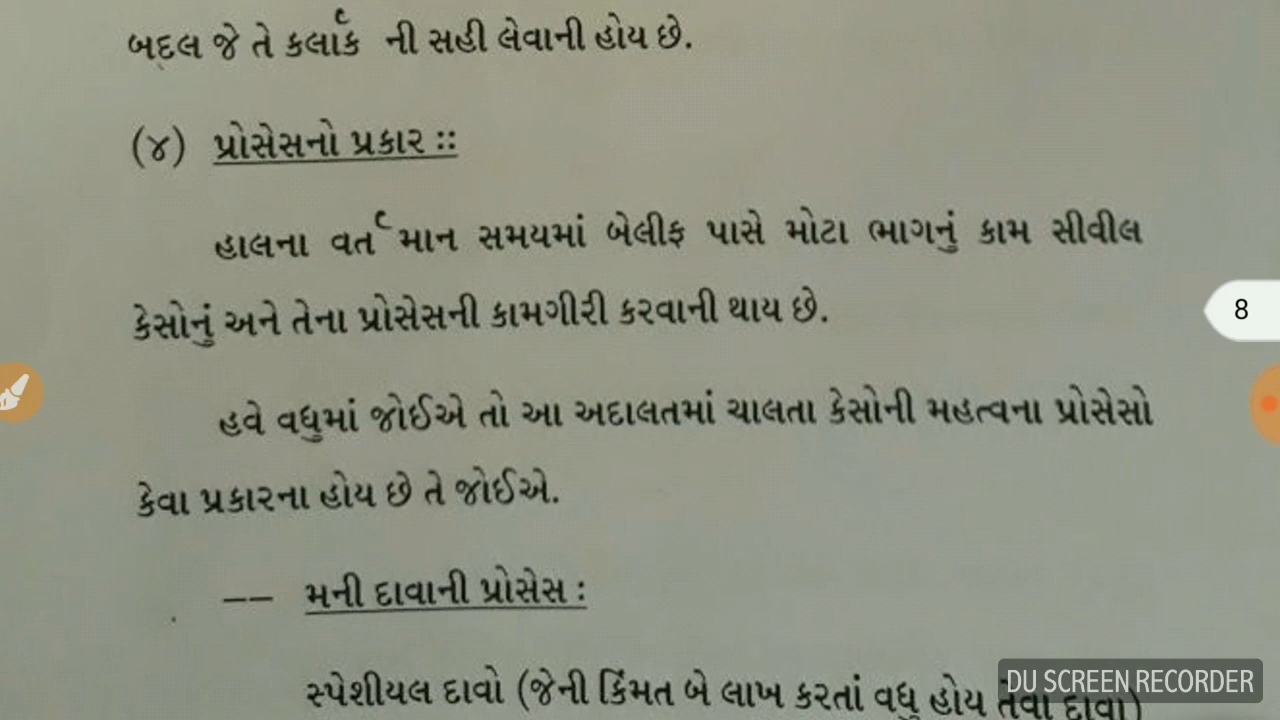 બદલ જે તે કલાર્ક ની સહી લેવાની હોય છે.
(૪) પ્રોસેસનો પ્રકાર ::
હાલના વર્તમાન સમયમાં બેલીફ પાસે મોટા ભાગનું કામ સીવીલ
કેસોનું અને તેના પ્રોસેસની કામગીરી કરવાની થાય છે.
8
હવે વધુમાં જોઈએ તો આ અદાલતમાં ચાલતા કેસોની મહત્વના પ્રોસેસો
કેવા પ્રકારના હોય છે તે જોઈએ.
-- મની દાવાની પ્રોસેસ :
સ્પેશીયલ દાવો (જેની કિંમત બે લાખ કરતાં વધુ હોય તેવા દાવા)
DU SCREEN RECORDER